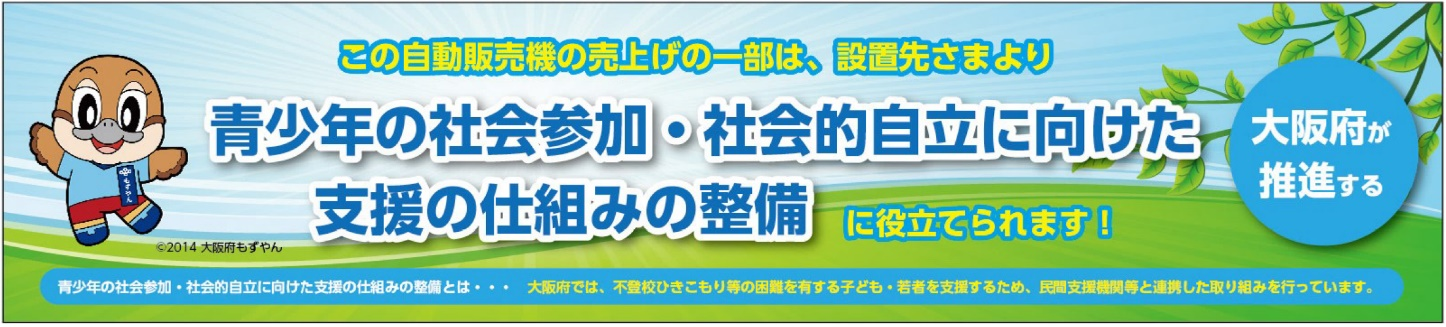 この自動販売機の売上げの一部は、設置先さまより
青少年の社会参加・社会的自立に向けた
支援の仕組みの整備 に役立てられます！
大阪府が
推進する
もずやん
©2014 大阪府もずやん
青少年の社会参加・社会的自立に向けた支援の仕組みの整備とは・・・ 大阪府では、不登校ひきこもり等の困難を有する子ども・若者を支援するため、民間支援機関等と連携した取り組みを行っています。